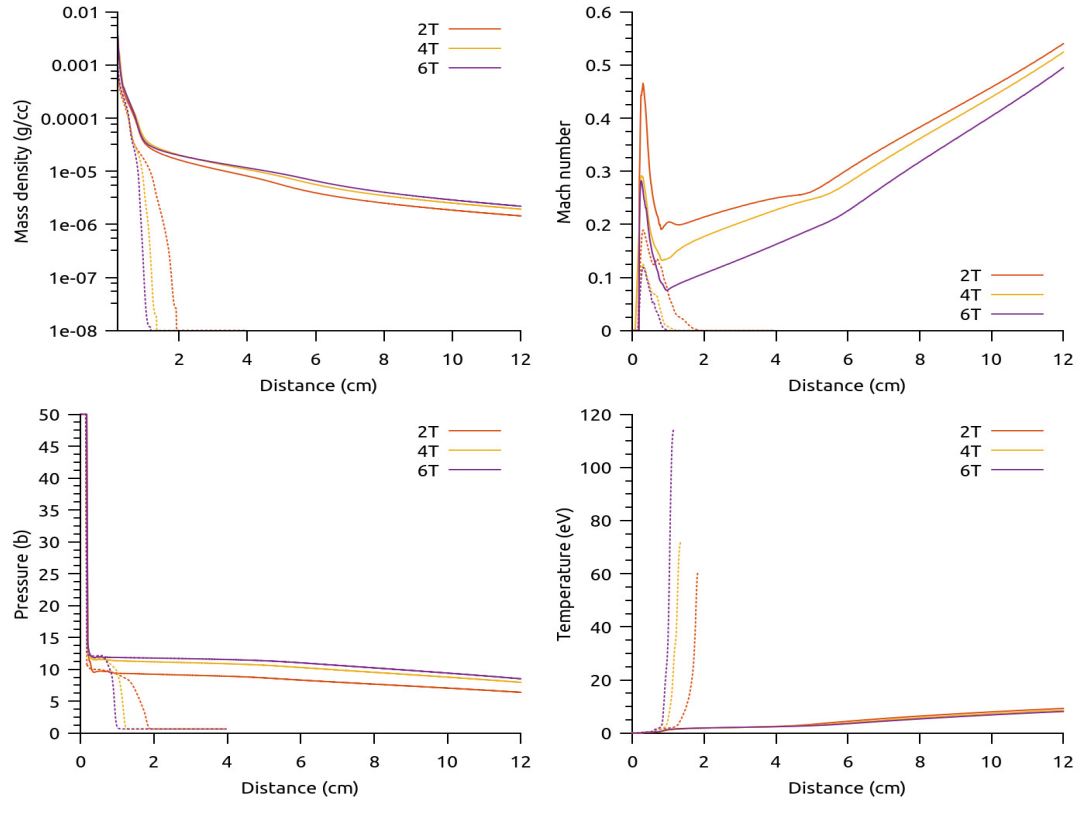 0.01
0.001
0.0001
1e-05
1e-06
1e-07
1e-08
Mass density (g/cc)
2T
4T
6T
2 4 6 8 10 12
Distance (cm)
0.6
0.5
0.4
0.3
0.2
0.1
0
Mach number
2T
4T
6T
0 2 4 6 8 10 12
Distance (cm)
50
45
40
35
30
25
20
15
10
5
0
Pressure (b)
2T
4T
6T
0 2 4 6 8 10 12
Distance (cm)
120
100
80
60
40
20
0
Temperature (eV)
2T
4T
6T
0 2 4 6 8 10 12
Distance (cm)